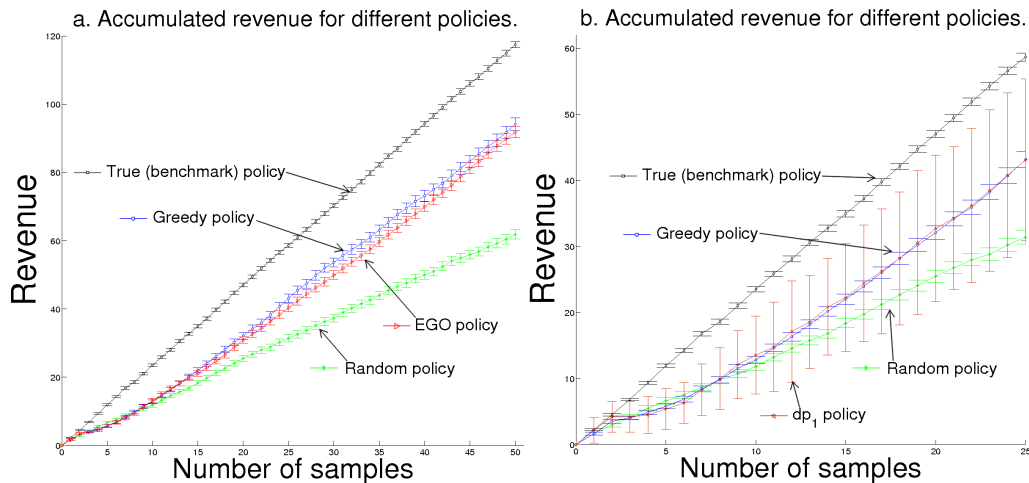 a. Accumulated revenue for different policies.
120
100
80
60
40
20
0
Revenue
True (benchmark) policy
Greedy policy
EGO policy
Random policy
0 5 10 15 20 25 30 35 40 45 50
Number of samples
b. Accumulated revenue for different policies.
60
50
40
30
20
10
0
Revenue
True (benchmark) policy
Greedy policy
Random policy
dp1 policy
0 5 10 15 20 25
Number of samples